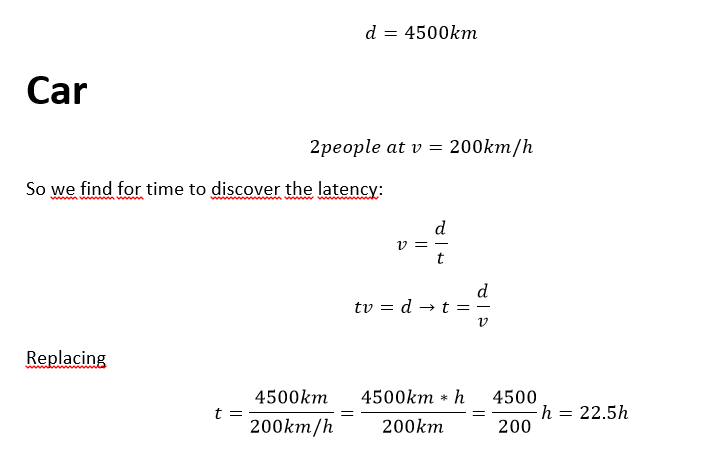 d = 4500km
Car
2people at v = 200km/h
So we find for time to discover the latency:
v = d/t
tv = d → t = d/v
Replacing
t = 4500km/200km/h = 4500km * h/200km = 4500/200 h = 22.5h